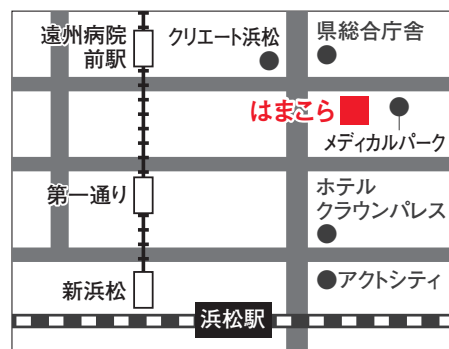 遠州病院
前駅
クリエート浜松
県総合庁舎
はまこら
メディカルパーク
第一通り
ホテル
クラウンパレス
新浜松
アクトシティ
浜松駅